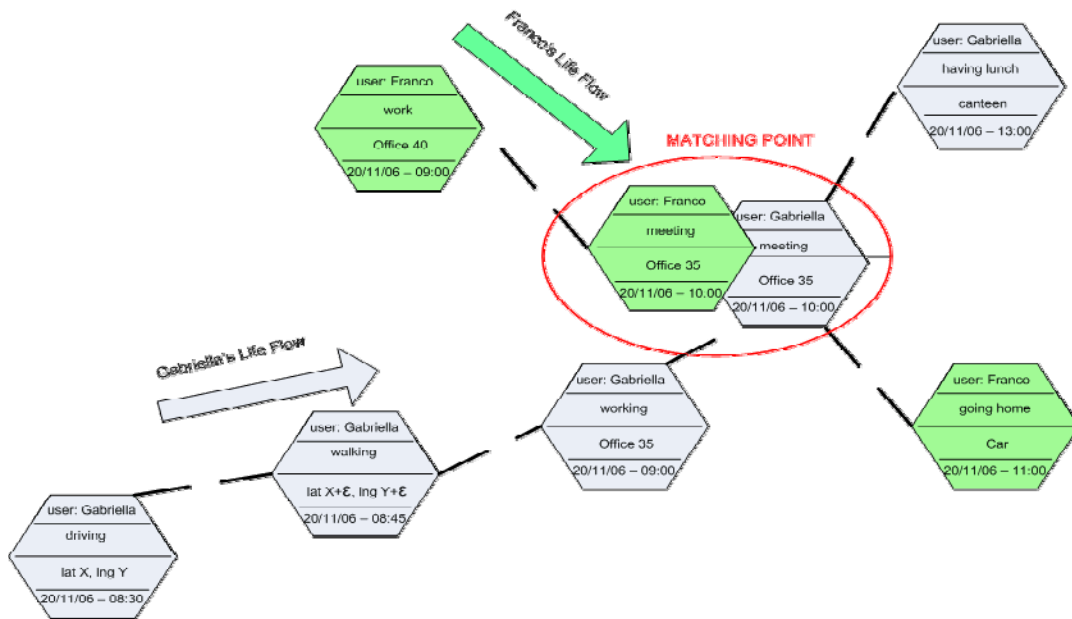 Franco's Life Flow
user: Franco
work
Office 40
20/11/06 – 09:00
user: Gabriella
having lunch
canteen
20/11/06 – 13:00
MATCHING POINT
user: Franco
meeting
Office 35
20/11/06 – 10.00
user: Gabriella
meeting
Office 35
20/11/06 – 10:00
Gabriella's Life Flow
user: Gabriella
working
Office 35
20/11/06 – 09:00
user: Franco
going home
Car
20/11/06 – 11:00
user: Gabriella
walking
lat X+ε, lng Y+ε
20/11/06 – 08:45
user: Gabriella
driving
lat X, lng Y
20/11/06 – 08:30